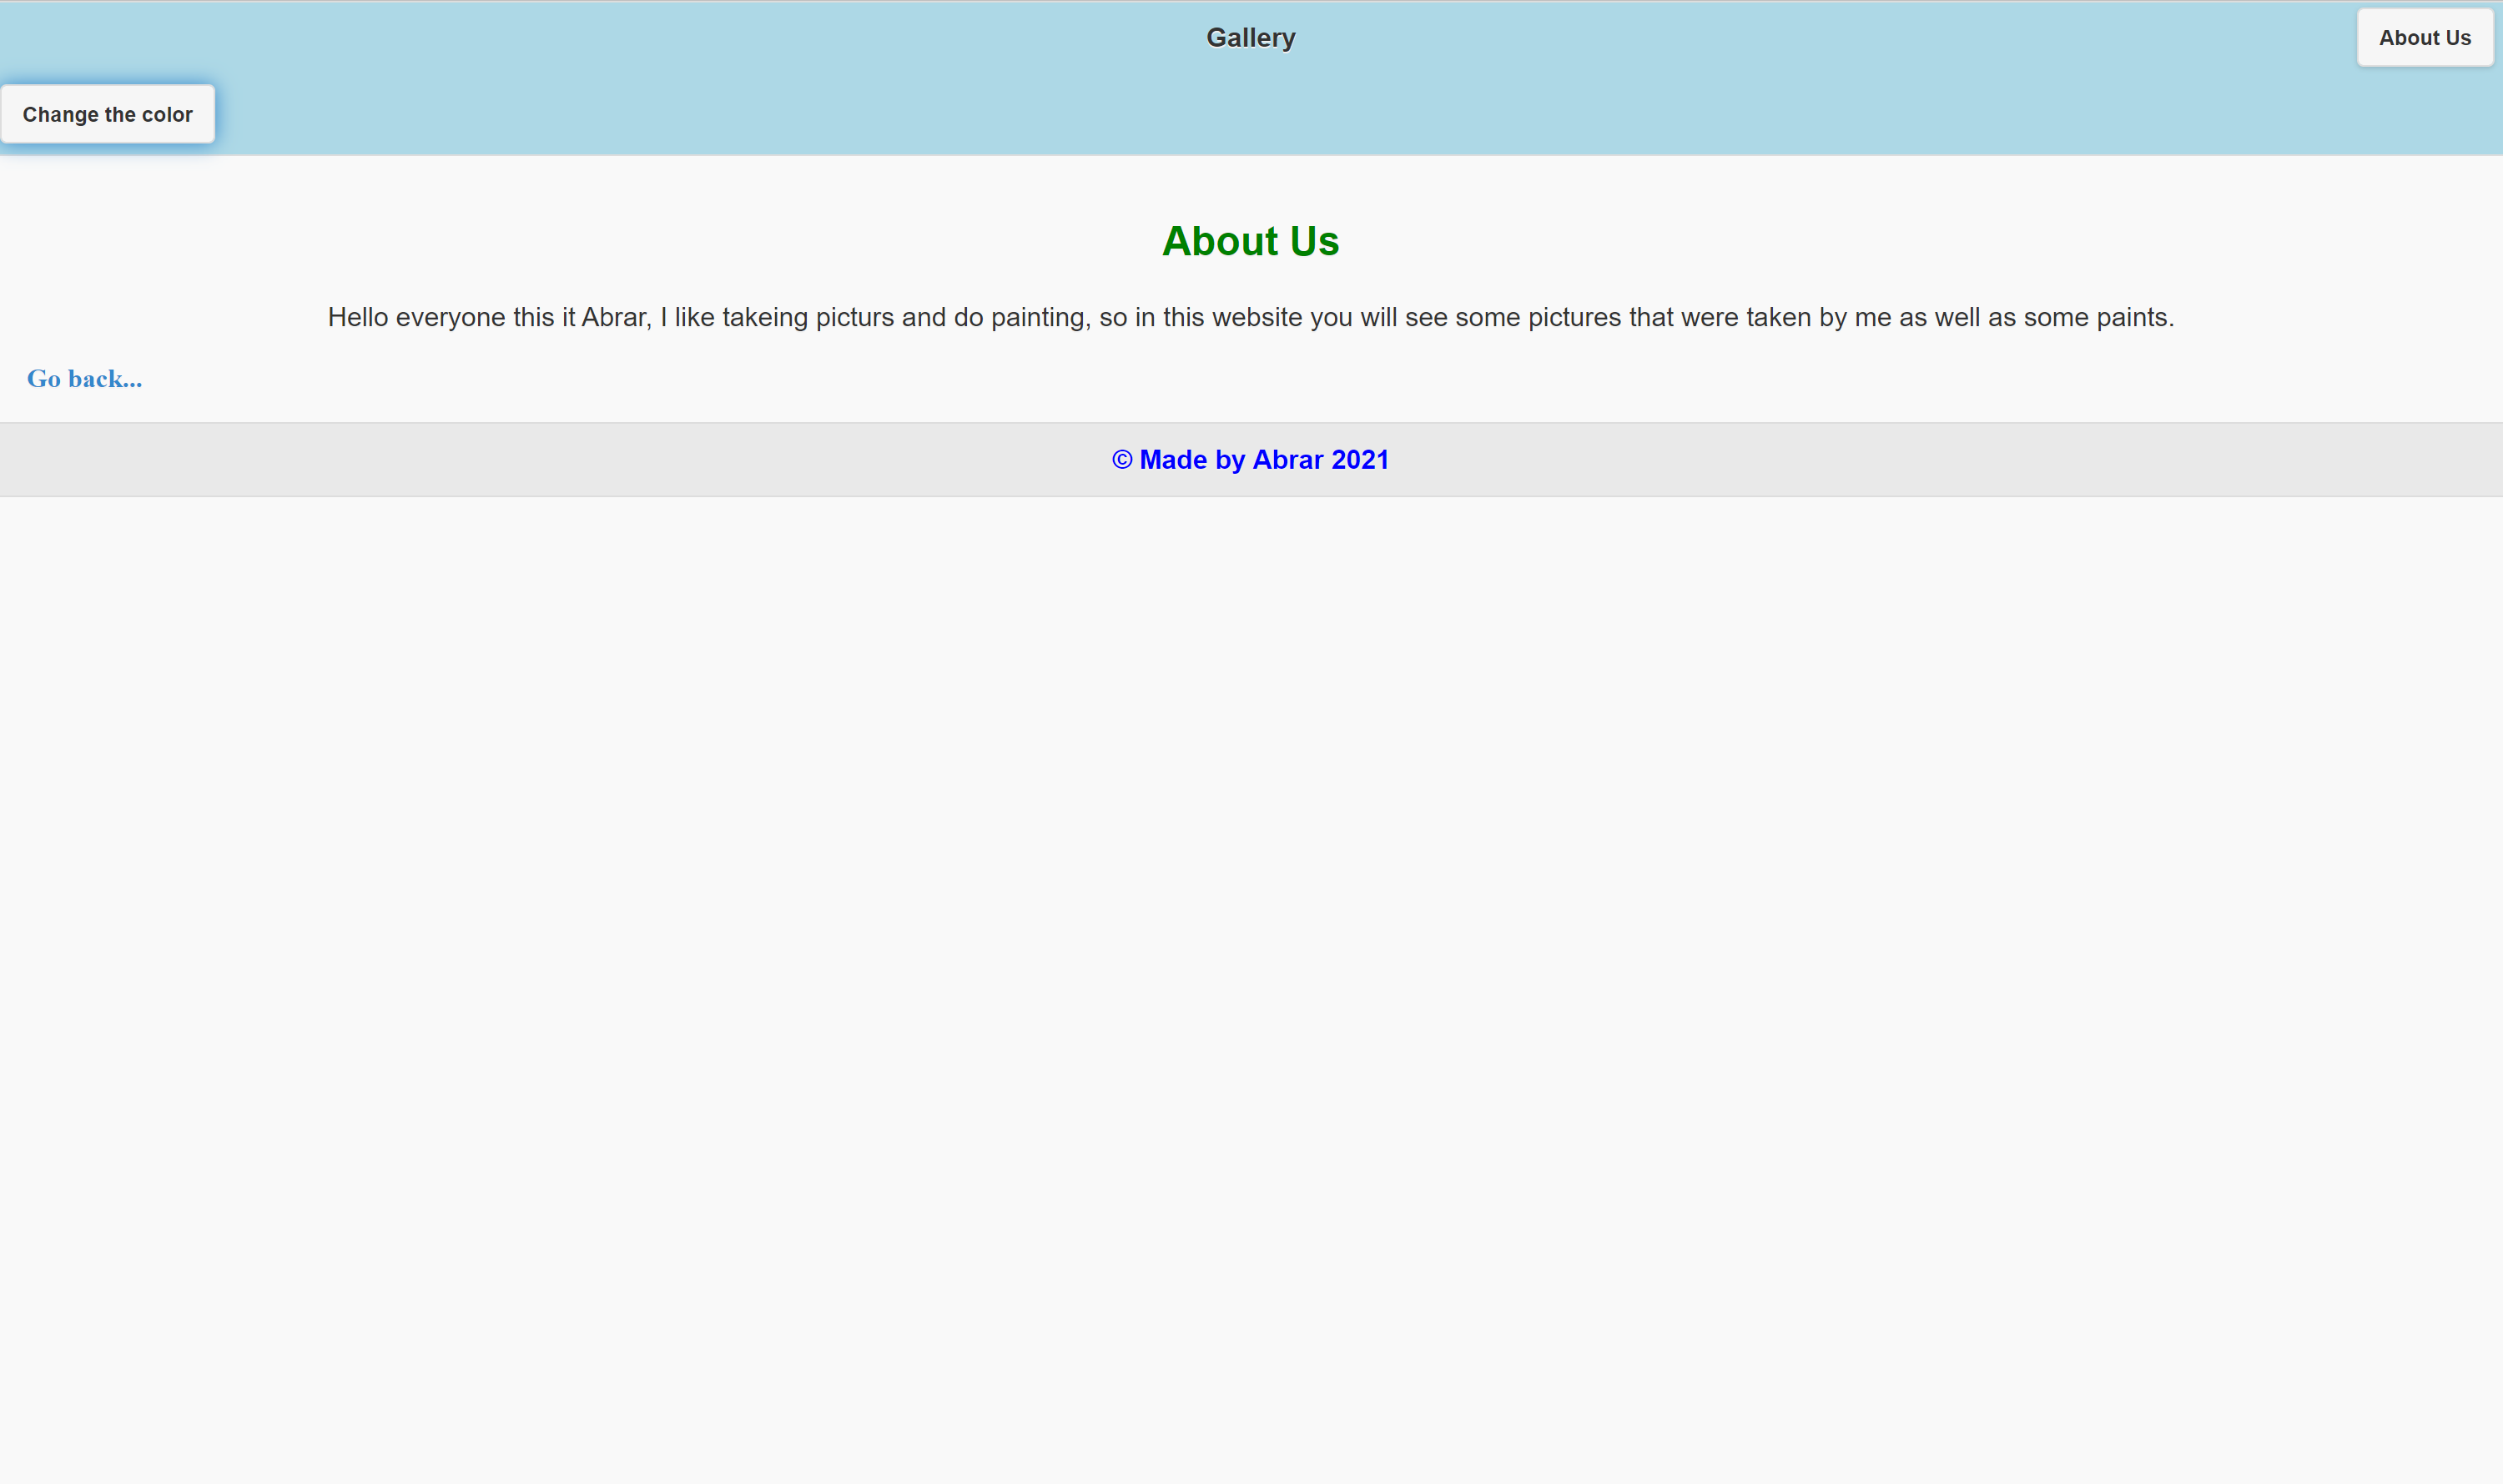 Gallery
About Us
Change the color
About Us
Hello everyone this it Abrar, I like takeing picturs and do painting, so in this website you will see some pictures that were taken by me as well as some paints.
Go back...
© Made by Abrar 2021